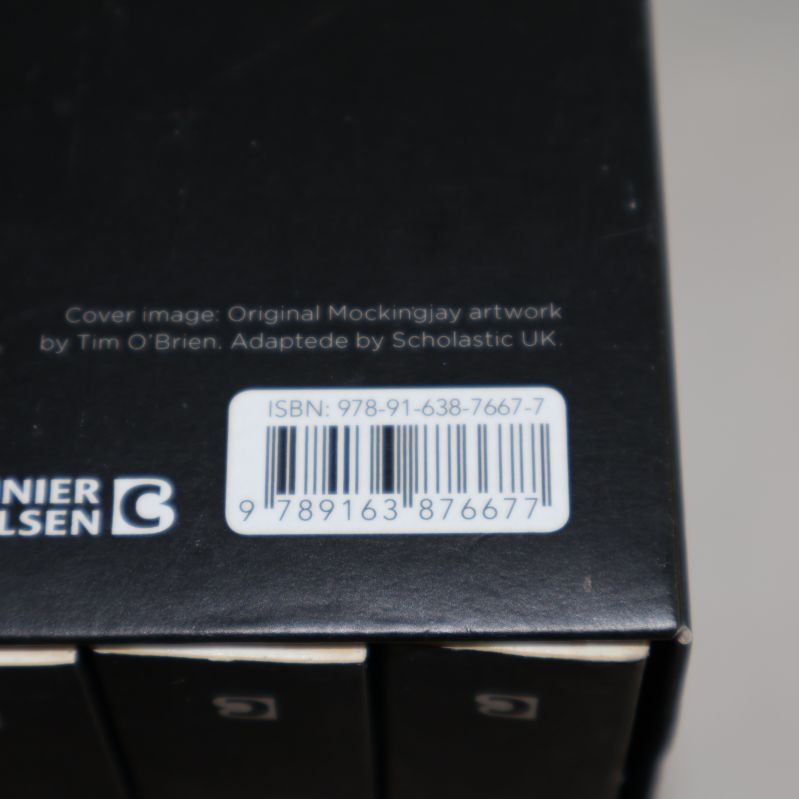 Cover image: Original Mockingjay artwork
by Tim O'Brien. Adaptede by Scholastic UK.
ISBN: 978-91-638-7667-7
9 789163 876677
NIER
LSEN